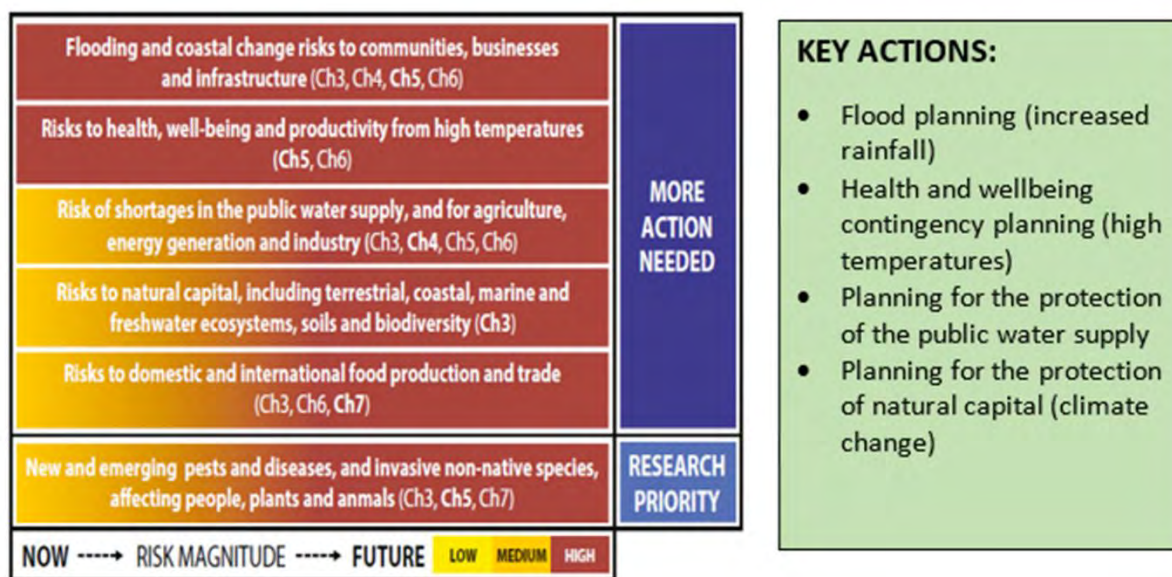 Flooding and coastal change risks to communities, businesses
and infrastructure (Ch3, Ch4, Ch5, Ch6)
Risks to health, well-being and productivity from high temperatures
(Ch5, Ch6)
Risk of shortages in the public water supply, and for agriculture,
energy generation and industry (Ch3, Ch4, Ch5, Ch6)
Risks to natural capital, including terrestrial, coastal, marine and
freshwater ecosystems, soils and biodiversity (Ch3)
Risks to domestic and international food production and trade
(Ch3, Ch6, Ch7)
MORE
ACTION
NEEDED
New and emerging pests and diseases, and invasive non-native species,
affecting people, plants and anmals (Ch3, Ch5, Ch7)
RESEARCH
PRIORITY
NOW ----→ RISK MAGNITUDE ----→ FUTURE LOW MEDIUM HIGH
KEY ACTIONS:
• Flood planning (increased
rainfall)
• Health and wellbeing
contingency planning (high
temperatures)
• Planning for the protection
of the public water supply
• Planning for the protection
of natural capital (climate
change)